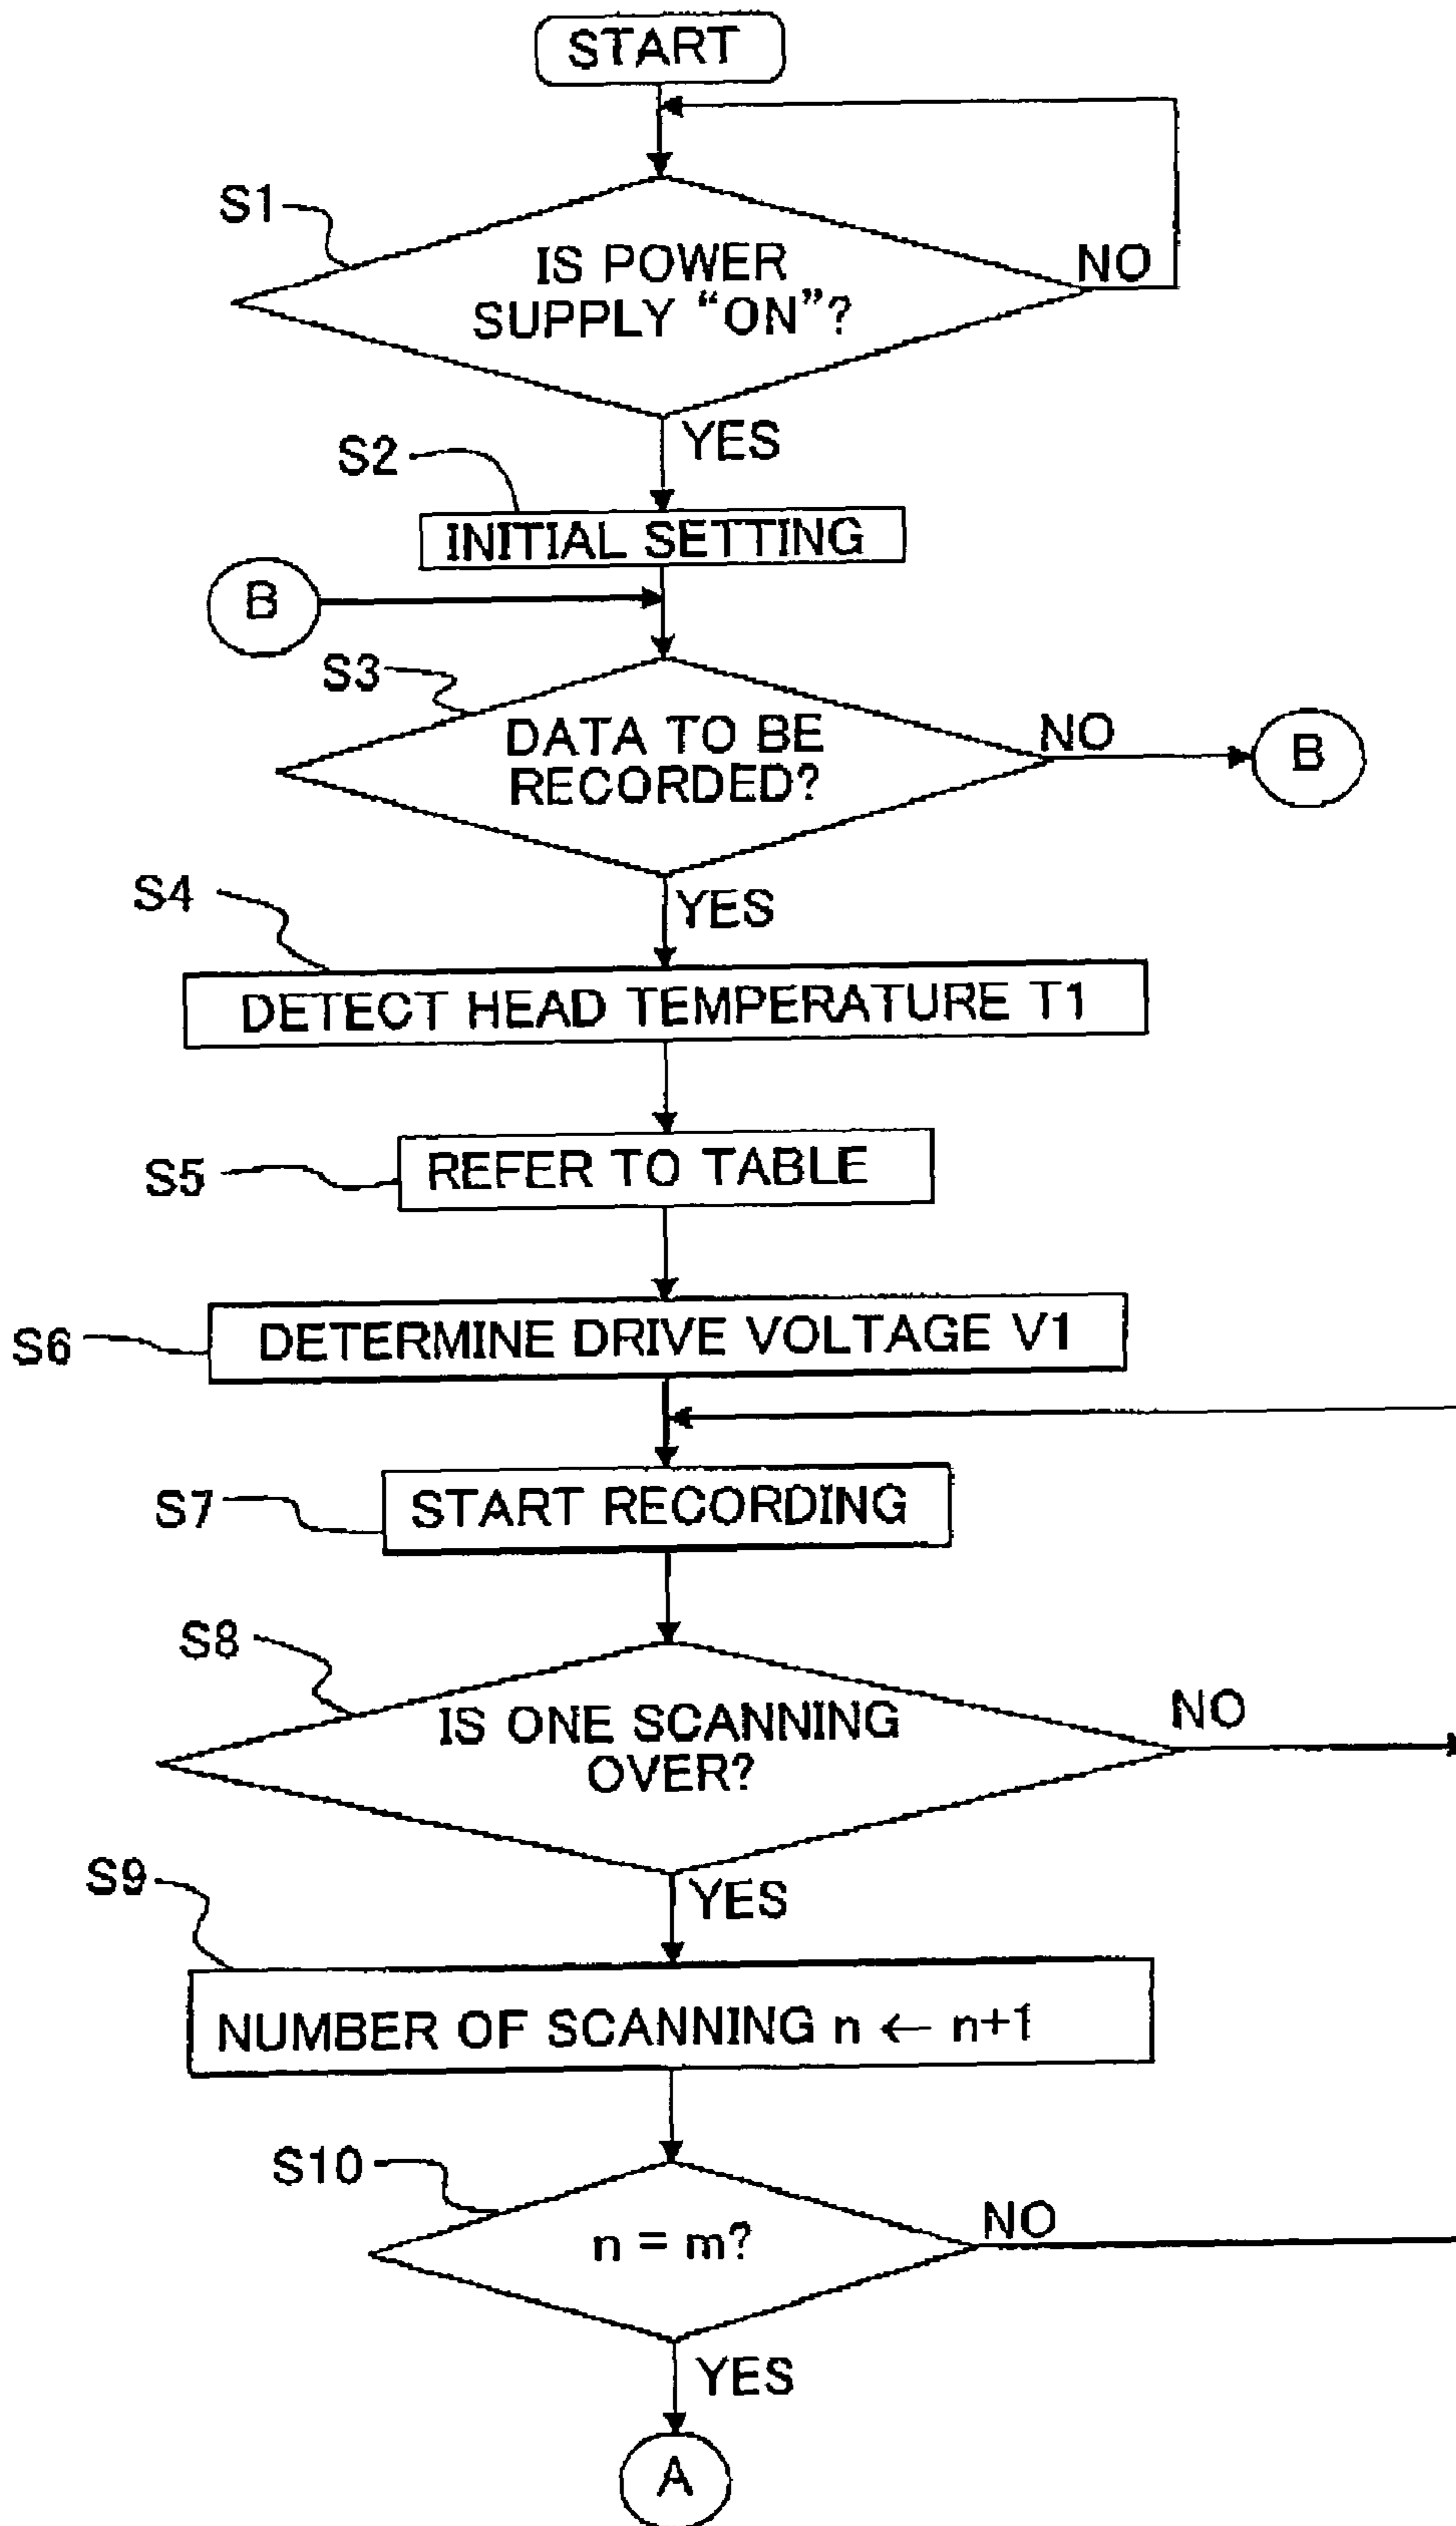 START
S1
IS POWER
SUPPLY “ON”?
NO
YES
S2
INITIAL SETTING
B
S3
DATA TO BE
RECORDED?
NO
B
YES
S4
DETECT HEAD TEMPERATURE T1
S5
REFER TO TABLE
S6
DETERMINE DRIVE VOLTAGE V1
S7
START RECORDING
S8
IS ONE SCANNING
OVER?
NO
YES
S9
NUMBER OF SCANNING n ← n+1
S10
n = m?
NO
YES
A